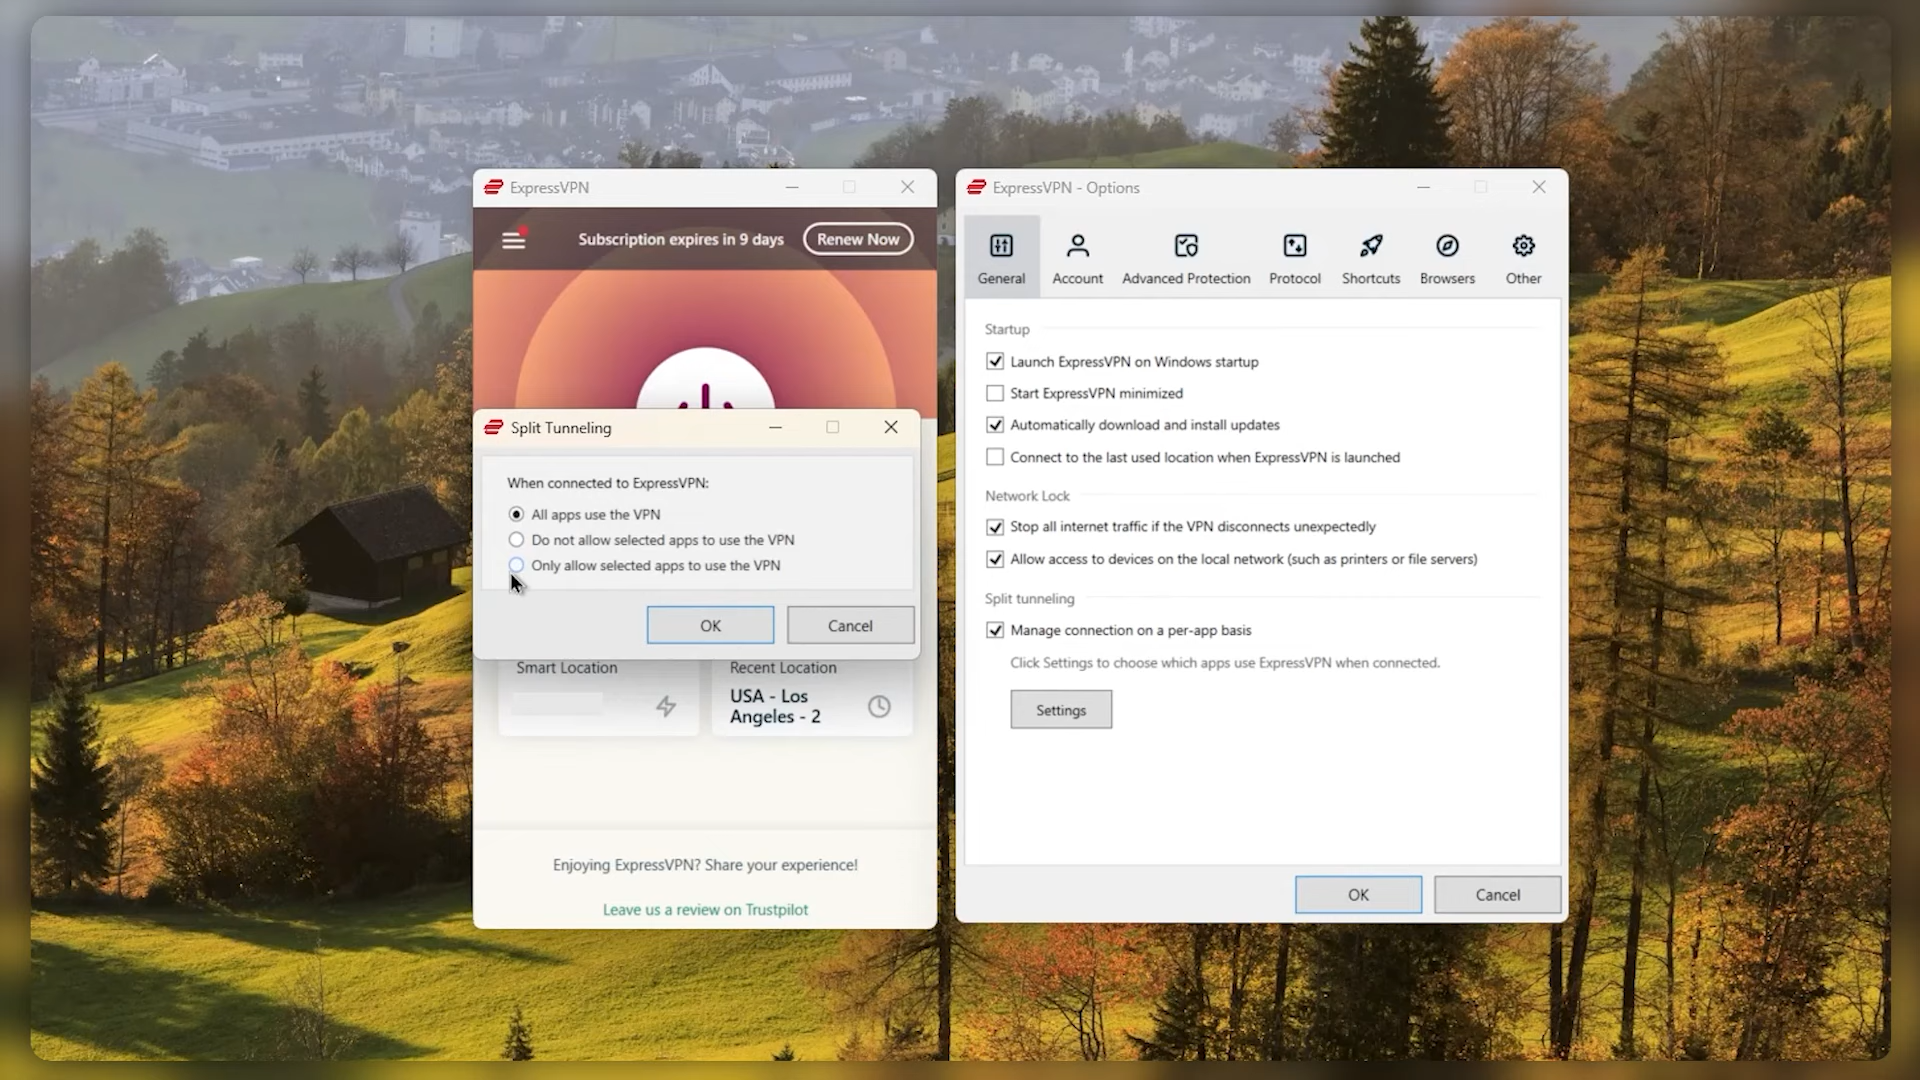 ExpressVPN
Subscription expires in 9 days
Renew Now
Split Tunneling
When connected to ExpressVPN:
All apps use the VPN
Do not allow selected apps to use the VPN
Only allow selected apps to use the VPN
OK
Cancel
Smart Location
Recent Location
USA - Los
Angeles - 2
Enjoying ExpressVPN? Share your experience!
Leave us a review on Trustpilot
ExpressVPN - Options
General
Account
Advanced Protection
Protocol
Shortcuts
Browsers
Other
Startup
Launch ExpressVPN on Windows startup
Start ExpressVPN minimized
Automatically download and install updates
Connect to the last used location when ExpressVPN is launched
Network Lock
Stop all internet traffic if the VPN disconnects unexpectedly
Allow access to devices on the local network (such as printers or file servers)
Split tunneling
Manage connection on a per-app basis
Click Settings to choose which apps use ExpressVPN when connected.
Settings
OK
Cancel